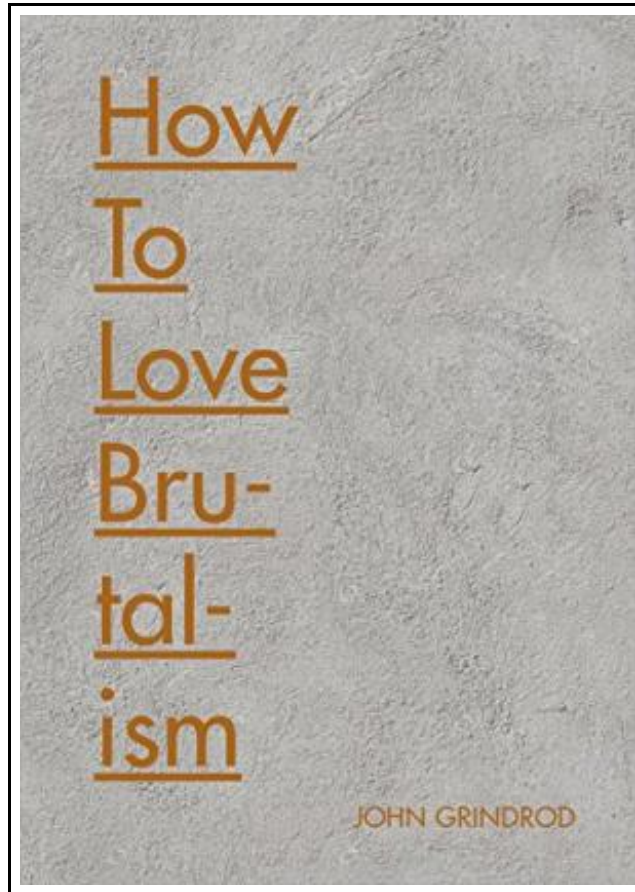 How
To
Love
Bru-
tal-
ism
JOHN GRINDROD